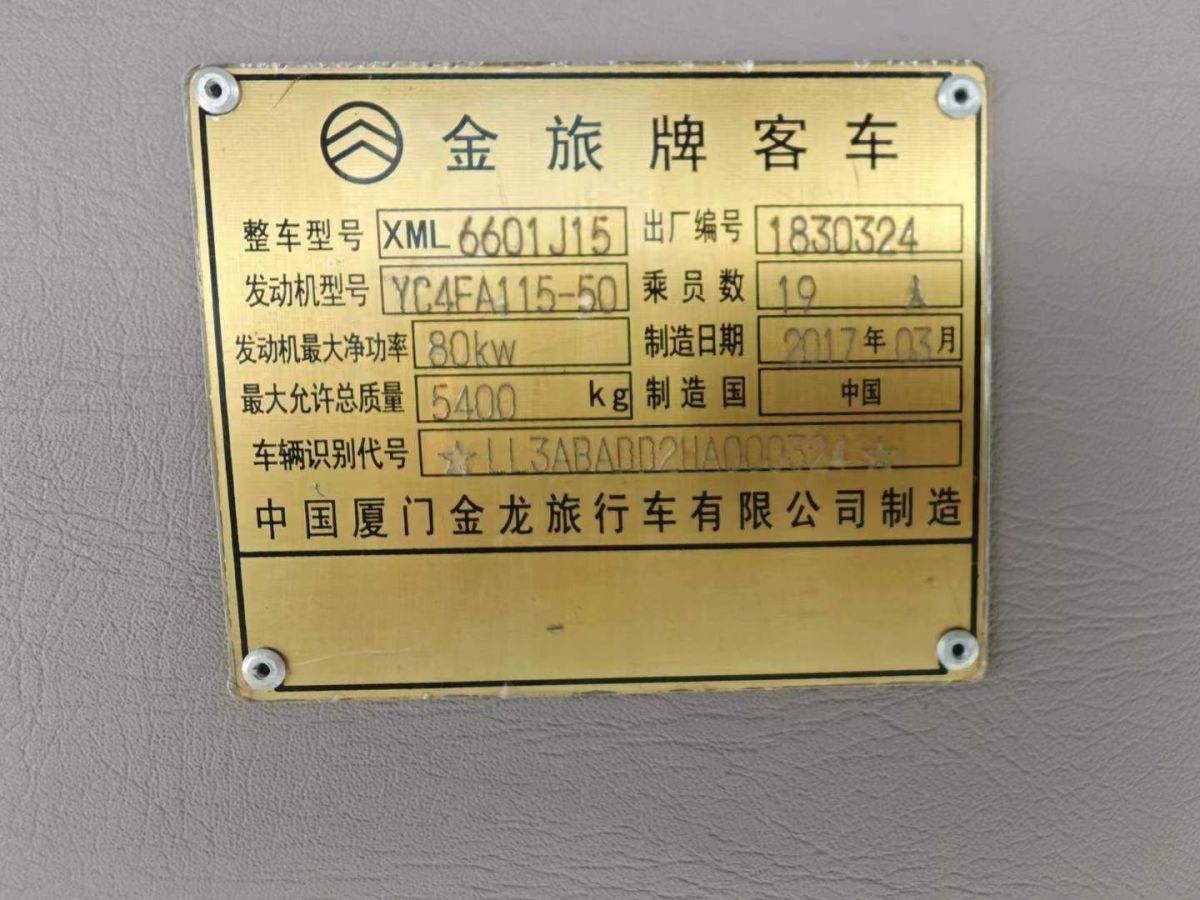 金旅牌客车
整车型号 XML6601J15 出厂编号 1830324
发动机型号 YC4FA115-50 乘员数 19 人
发动机最大净功率 80kw 制造日期 2017年03月
最大允许总质量 5400 kg 制造国 中国
车辆识别代号 ☆LL3ABABD2HA000324☆
中国厦门金龙旅行车有限公司制造